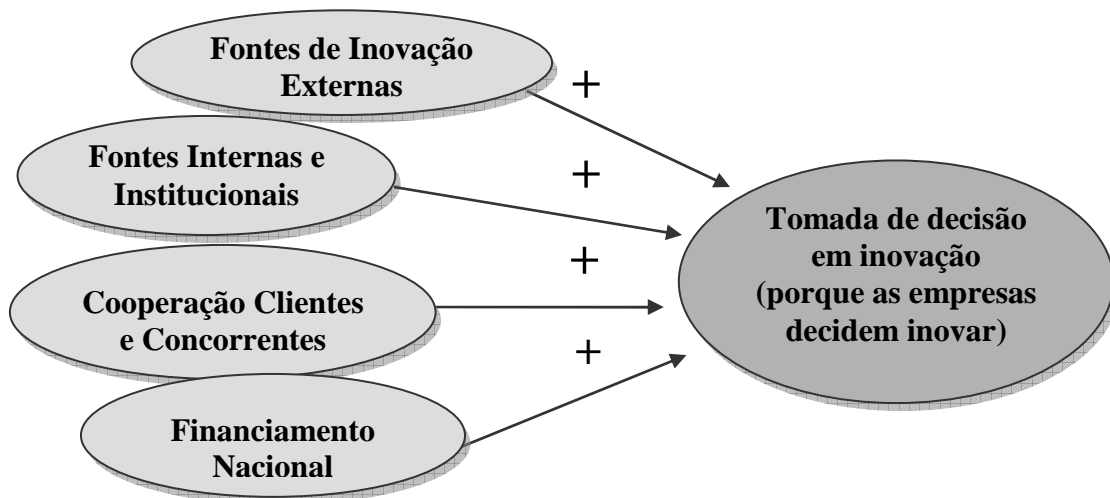 Fontes de Inovação
Externas
+
Fontes Internas e
Institucionais
+
Cooperação Clientes
e Concorrentes
+
Financiamento
Nacional
+
Tomada de decisão
em inovação
(porque as empresas
decidem inovar)